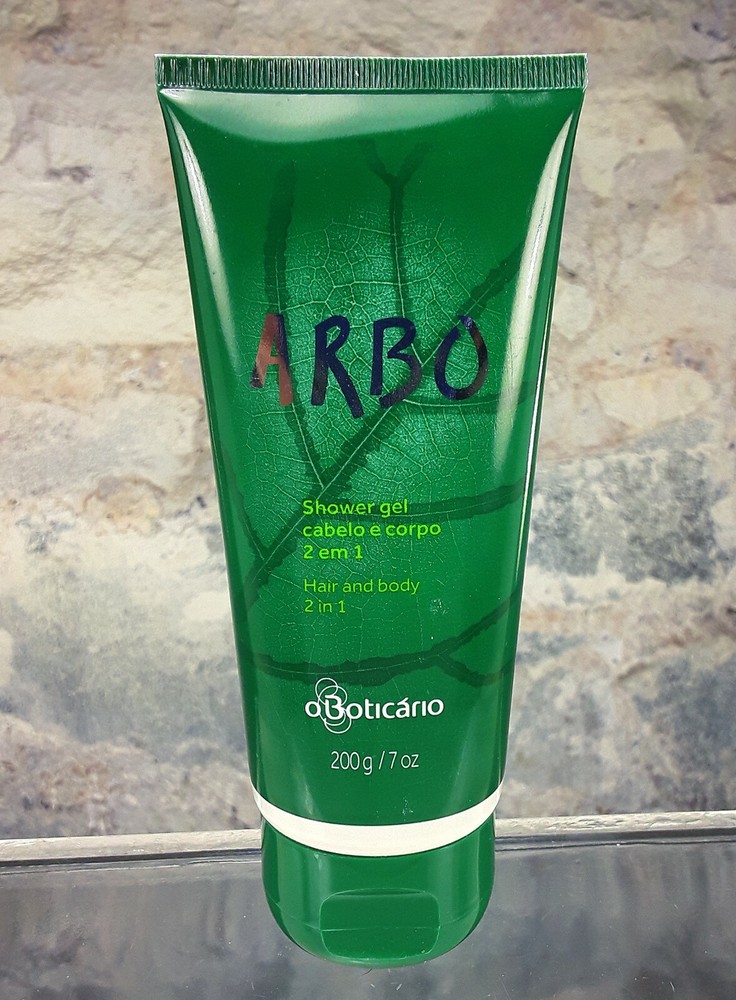 ARBO
Shower gel
cabelo e corpo
2 em 1
Hair and body
2 in 1
oBoticário
200g / 7 oz